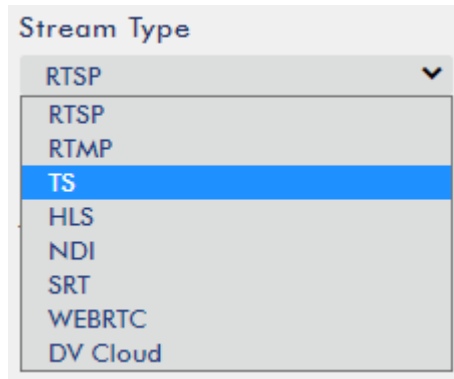 Stream Type
RTSP
RTSP
RTMP
TS
HLS
NDI
SRT
WEBRTC
DV Cloud